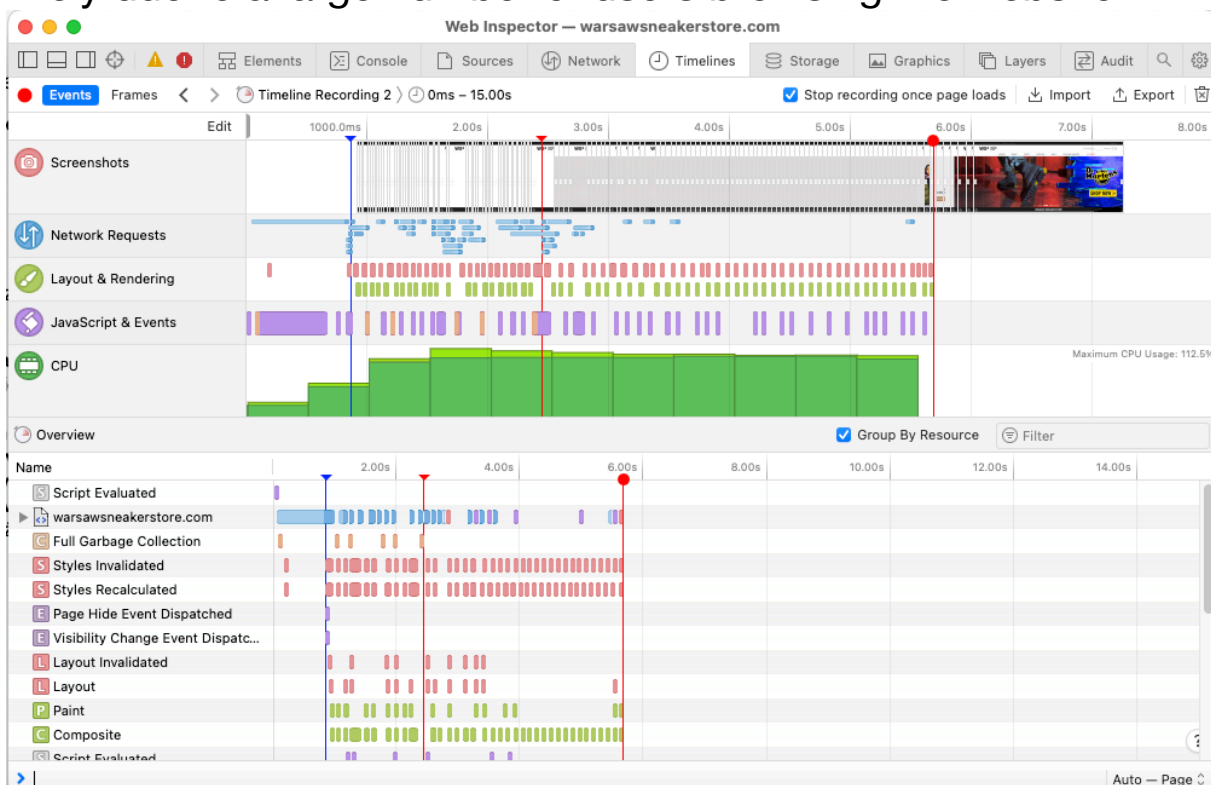 Web Inspector — warsawsneakerstore.com
Elements Console Sources Network Timelines Storage Graphics Layers Audit
Events Frames Timeline Recording 2 0ms – 15.00s Stop recording once page loads Import Export
Edit 1000.0ms 2.00s 3.00s 4.00s 5.00s 6.00s 7.00s 8.00s
Screenshots
SHOP NOW
Network Requests
Layout & Rendering
JavaScript & Events
CPU
Maximum CPU Usage: 112.5%
Overview Group By Resource Filter
Name 2.00s 4.00s 6.00s 8.00s 10.00s 12.00s 14.00s
S Script Evaluated
warsawsneakerstore.com
C Full Garbage Collection
S Styles Invalidated
S Styles Recalculated
E Page Hide Event Dispatched
E Visibility Change Event Dispatc...
L Layout Invalidated
L Layout
P Paint
C Composite
?
S Script Evaluated
Auto — Page